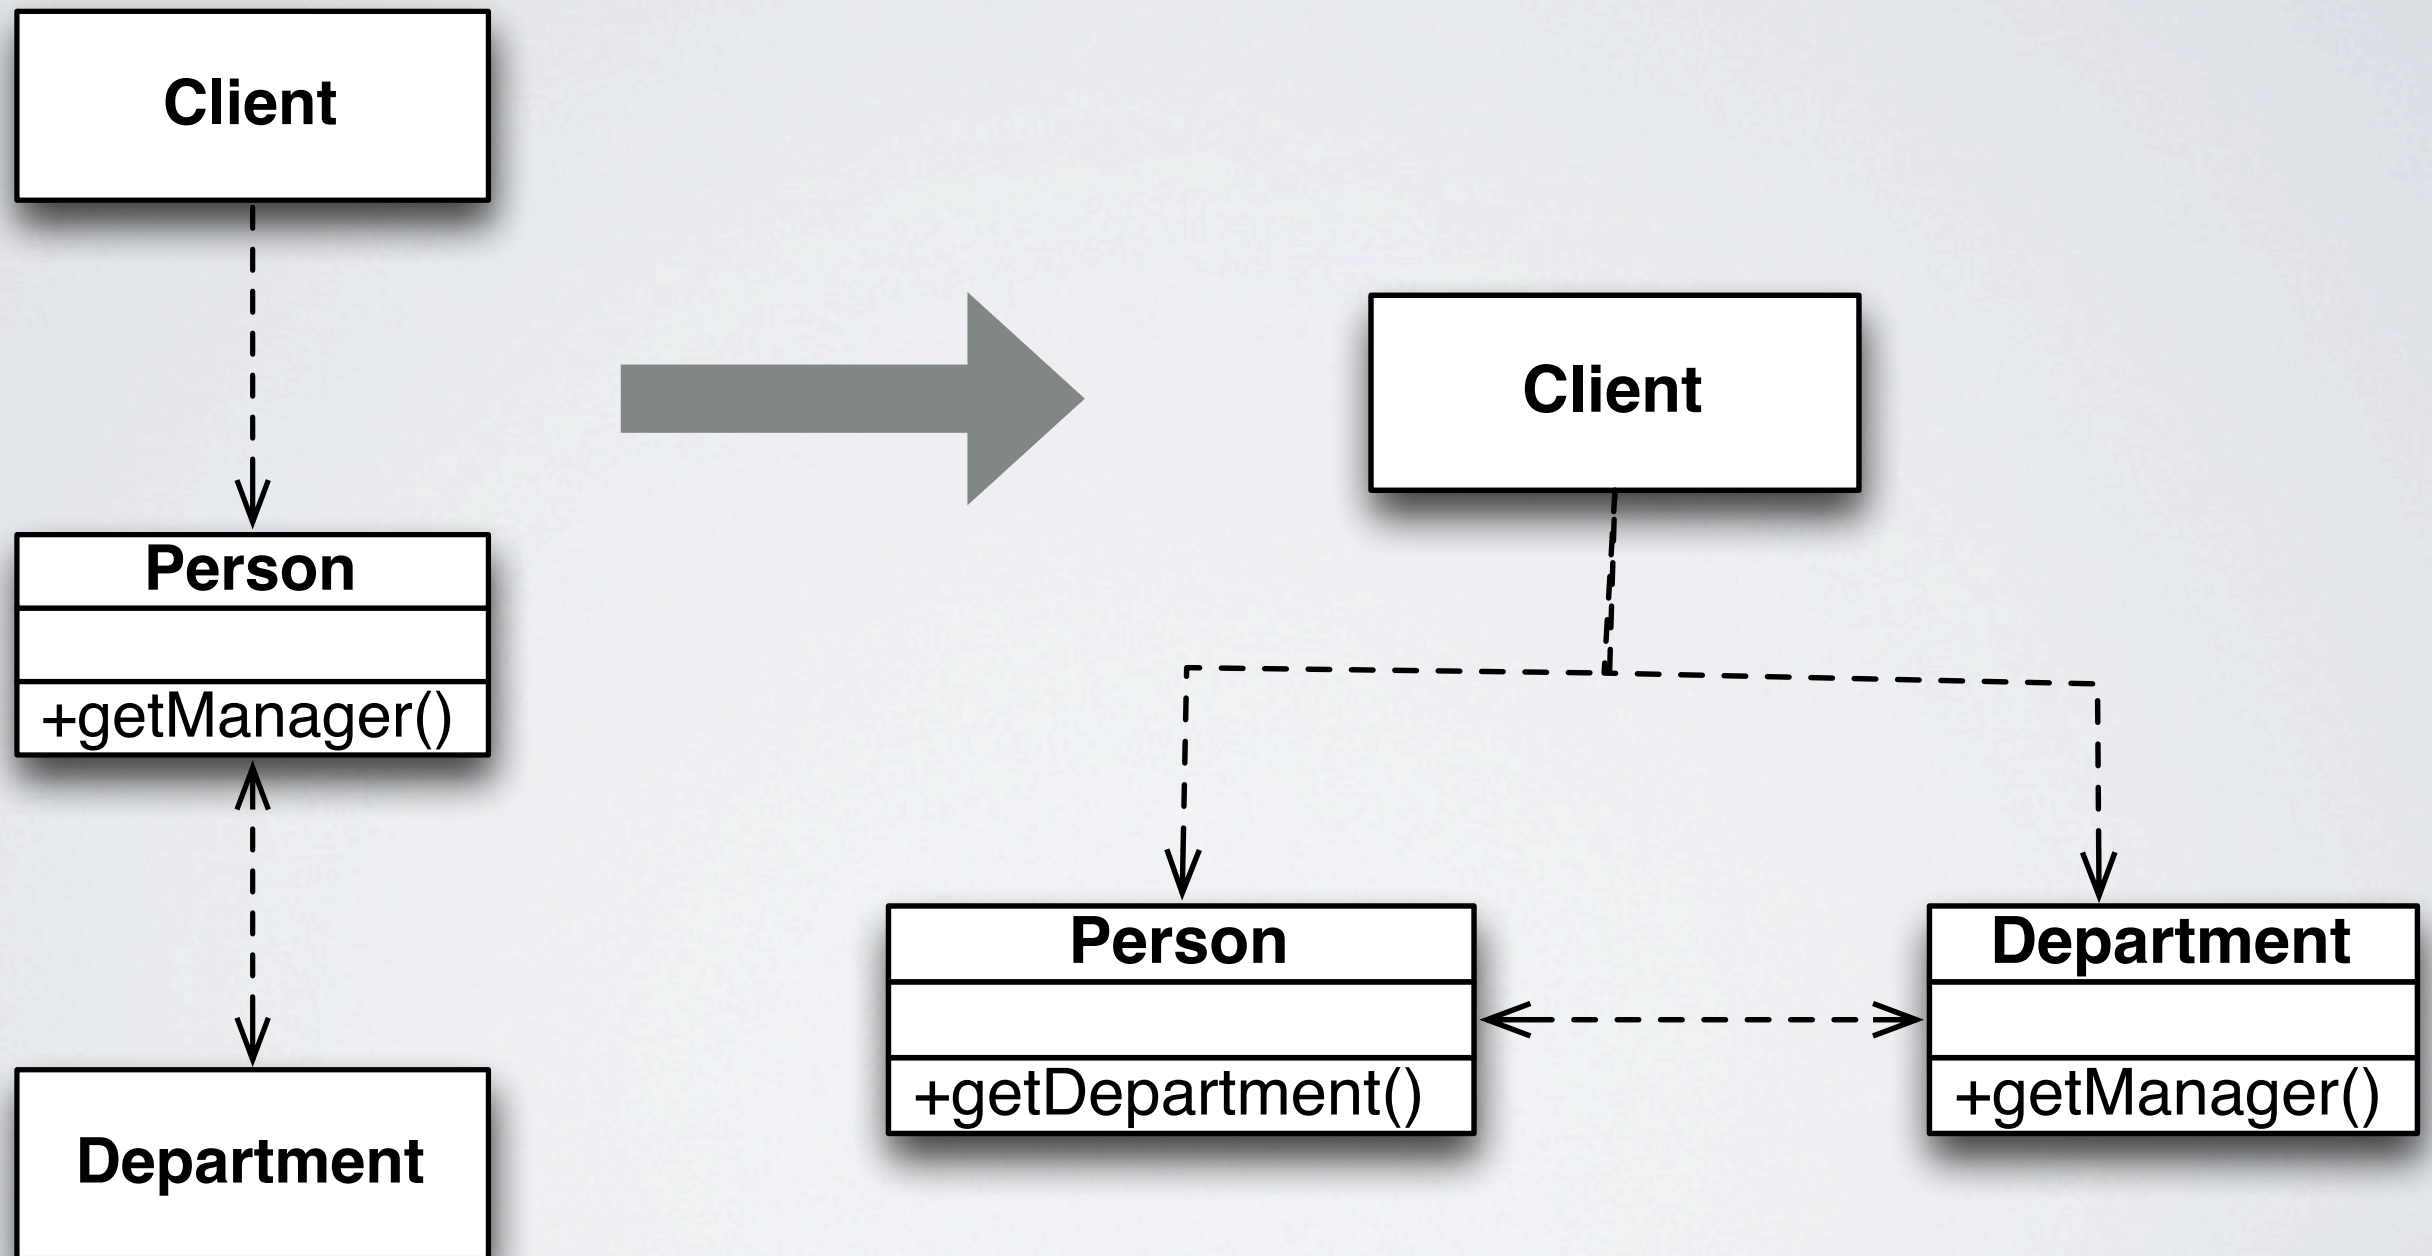 Client
Person
+getManager()
Department
Client
Person
+getDepartment()
Department
+getManager()